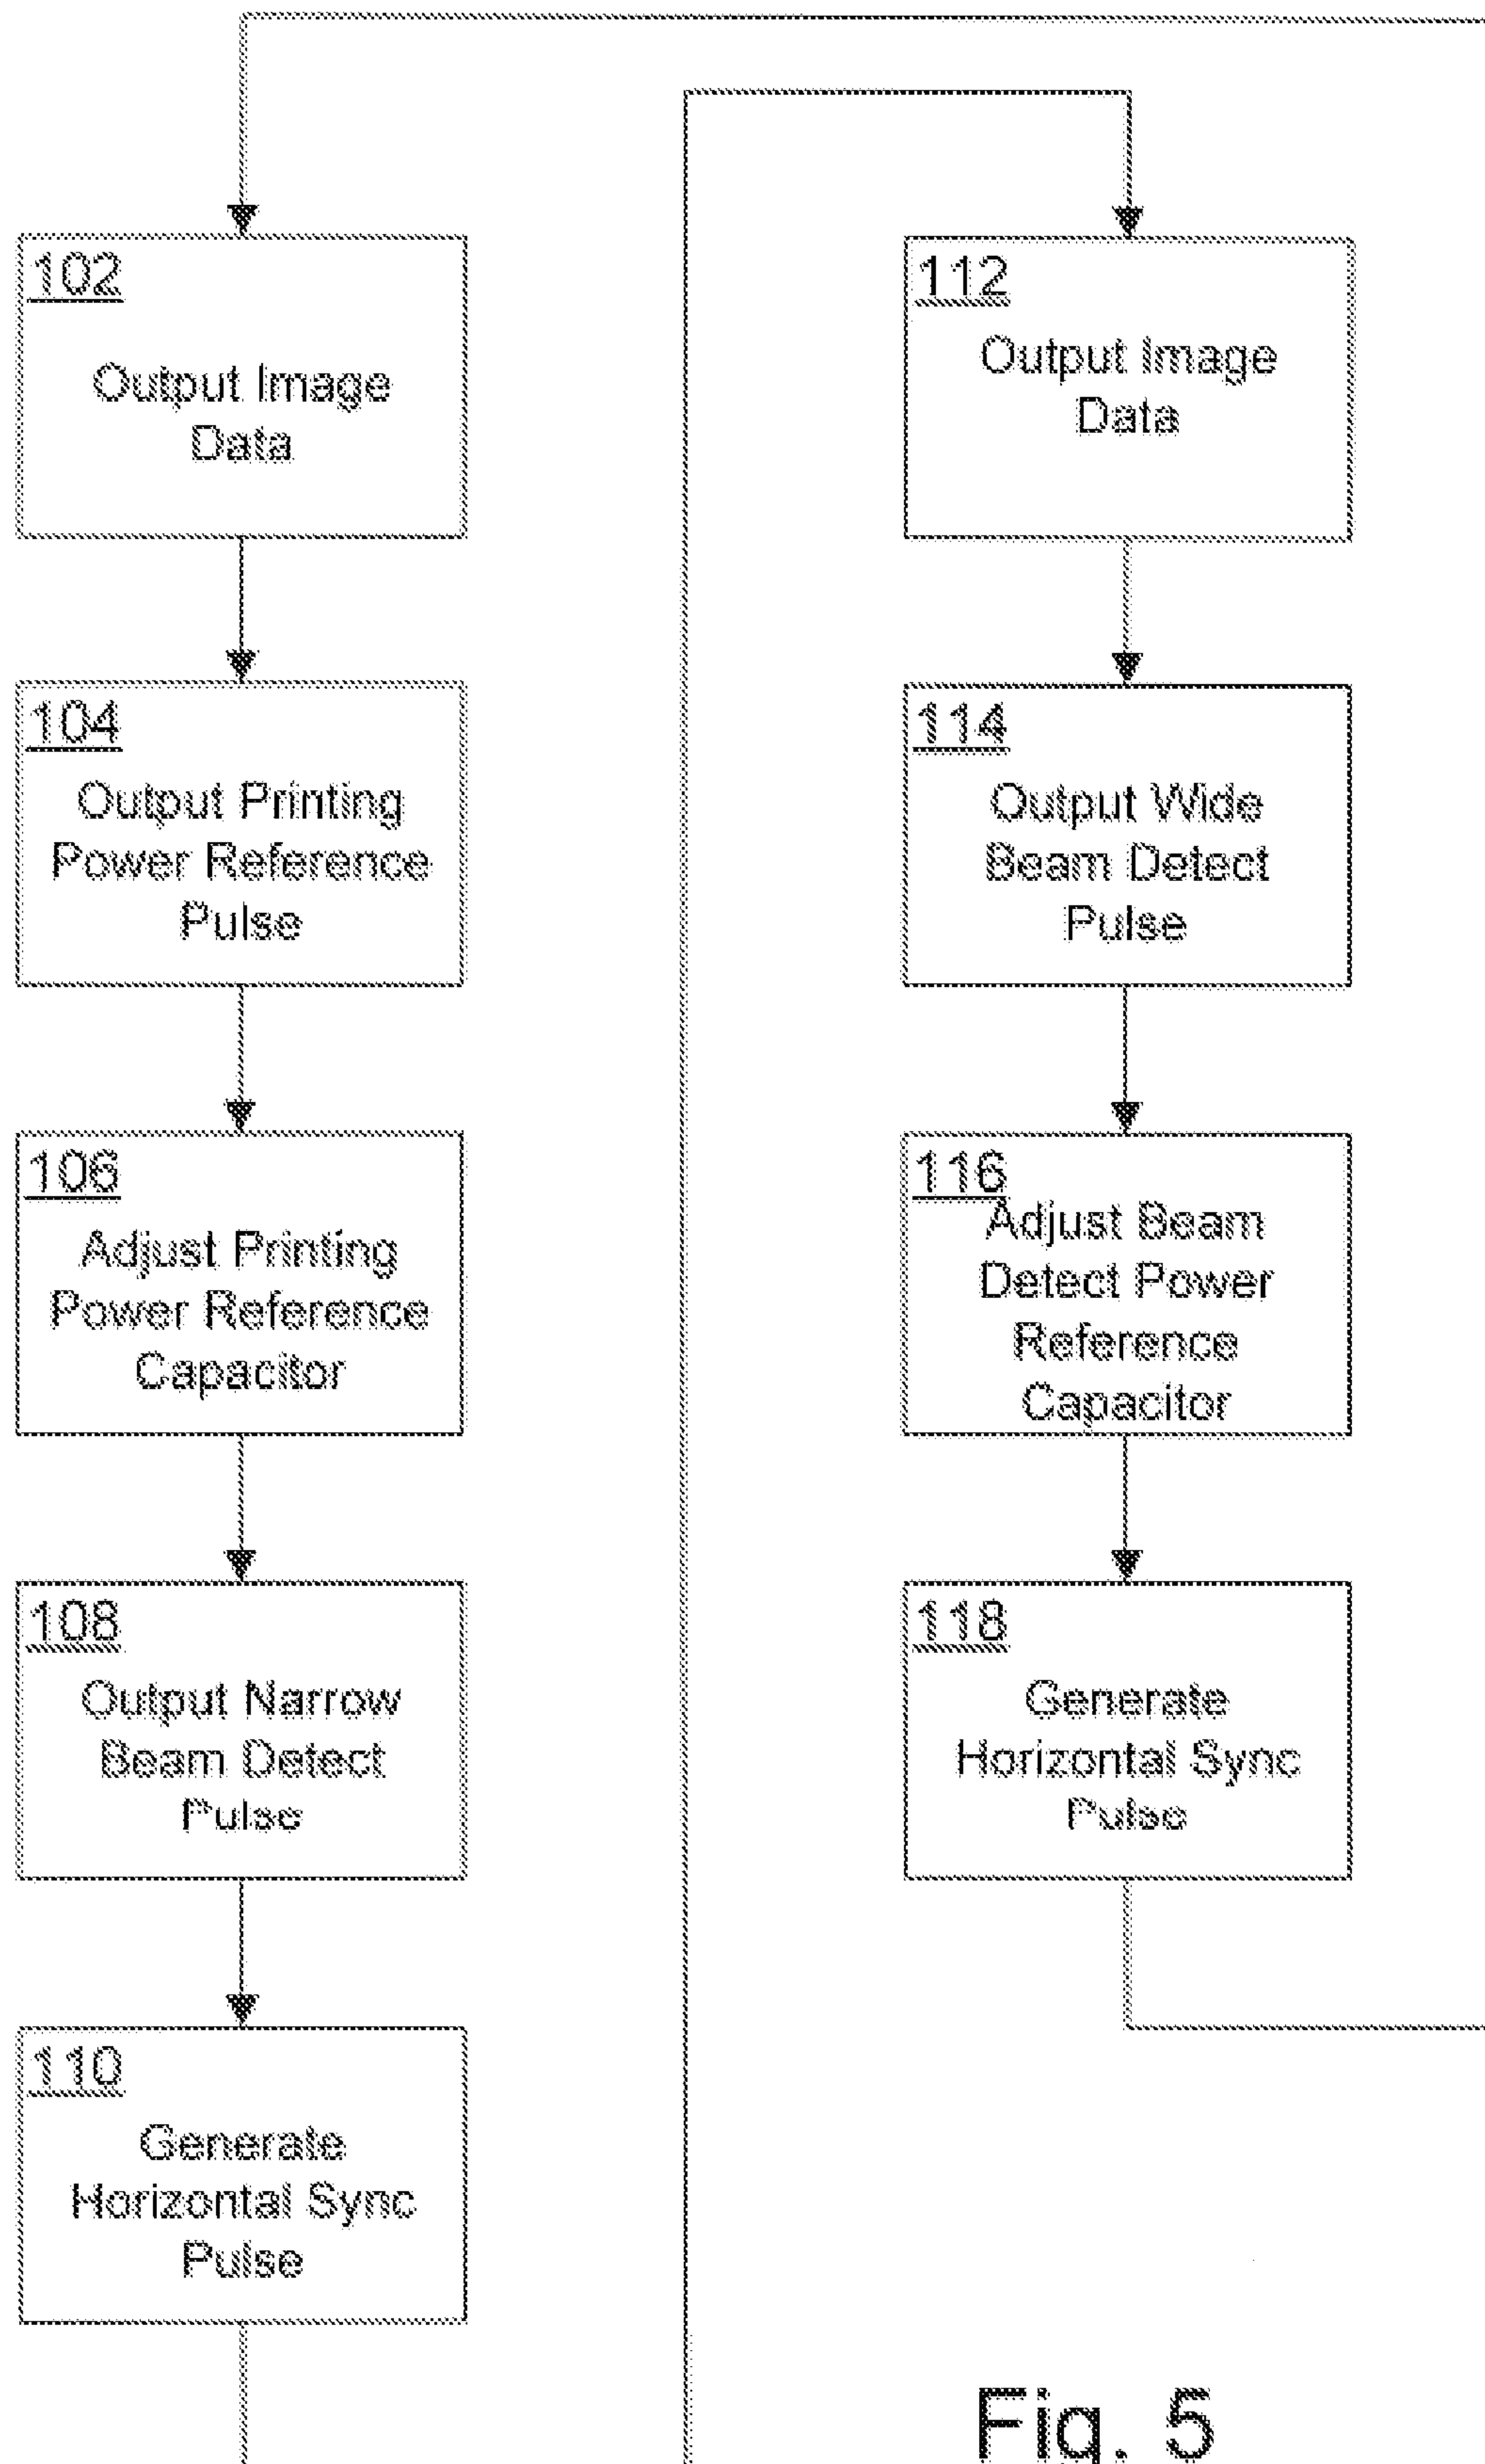 102
Output Image
Data
104
Output Printing
Power Reference
Pulse
106
Adjust Printing
Power Reference
Capacitor
108
Output Narrow
Beam Detect
Pulse
110
Generate
Horizontal Sync
Pulse
112
Output Image
Data
114
Output Wide
Beam Detect
Pulse
116
Adjust Beam
Detect Power
Reference
Capacitor
118
Generate
Horizontal Sync
Pulse
Fig. 5